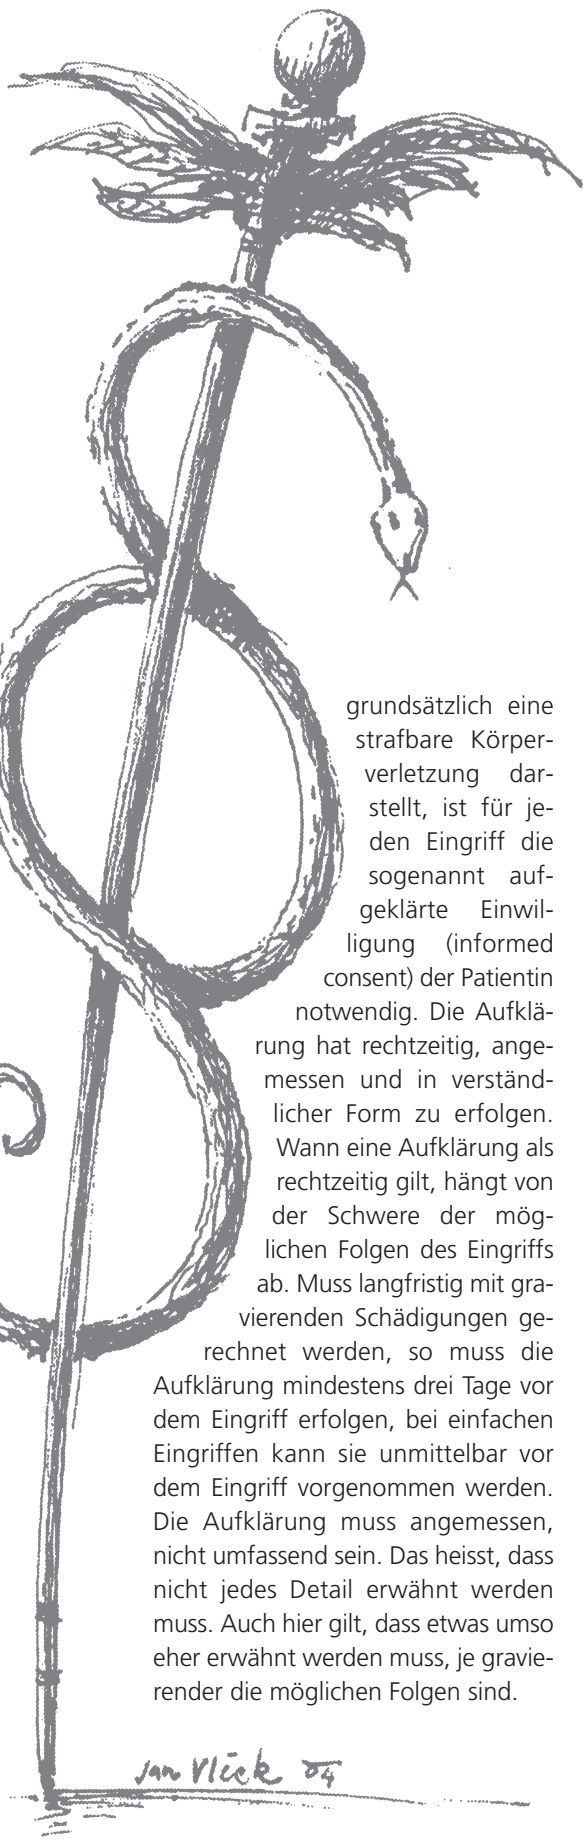 grundsätzlich eine
strafbare Körper-
verletzung dar-
stellt, ist für je-
den Eingriff die
sogenannt auf-
geklärte Einwil-
ligung (informed
consent) der Patientin
notwendig. Die Aufklä-
rung hat rechtzeitig, ange-
messen und in verständ-
licher Form zu erfolgen.
Wann eine Aufklärung als
rechtzeitig gilt, hängt von
der Schwere der mög-
lichen Folgen des Eingriffs
ab. Muss langfristig mit gra-
vierenden Schädigungen ge-
rechnet werden, so muss die
Aufklärung mindestens drei Tage vor
dem Eingriff erfolgen, bei einfachen
Eingriffen kann sie unmittelbar vor
dem Eingriff vorgenommen werden.
Die Aufklärung muss angemessen,
nicht umfassend sein. Das heisst, dass
nicht jedes Detail erwähnt werden
muss. Auch hier gilt, dass etwas umso
eher erwähnt werden muss, je gravie-
render die möglichen Folgen sind.
Jan Vlček 04